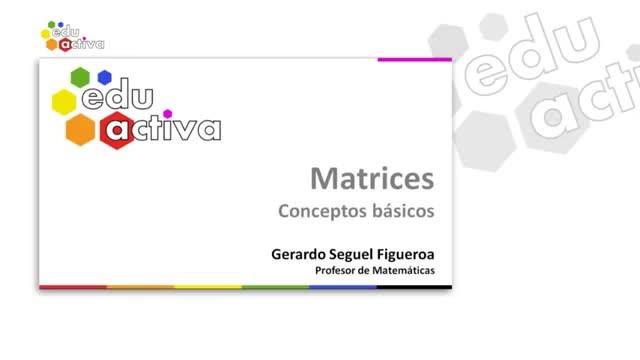 edu
activa
edu
activa
edu
activa
Matrices
Conceptos básicos
Gerardo Seguel Figueroa
Profesor de Matemáticas